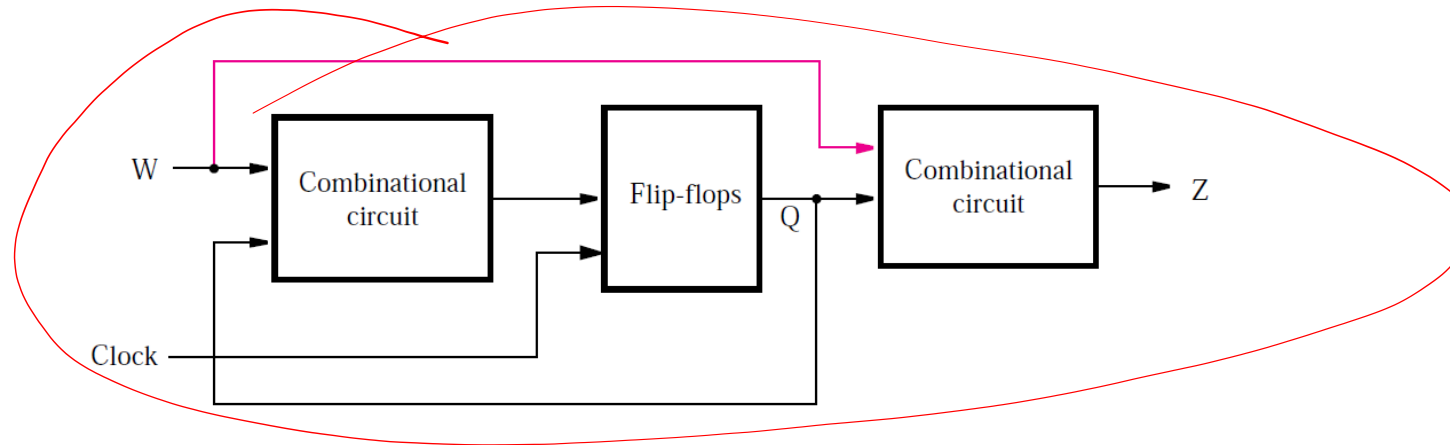 W
Combinational
circuit
Flip-flops
Q
Combinational
circuit
Z
Clock